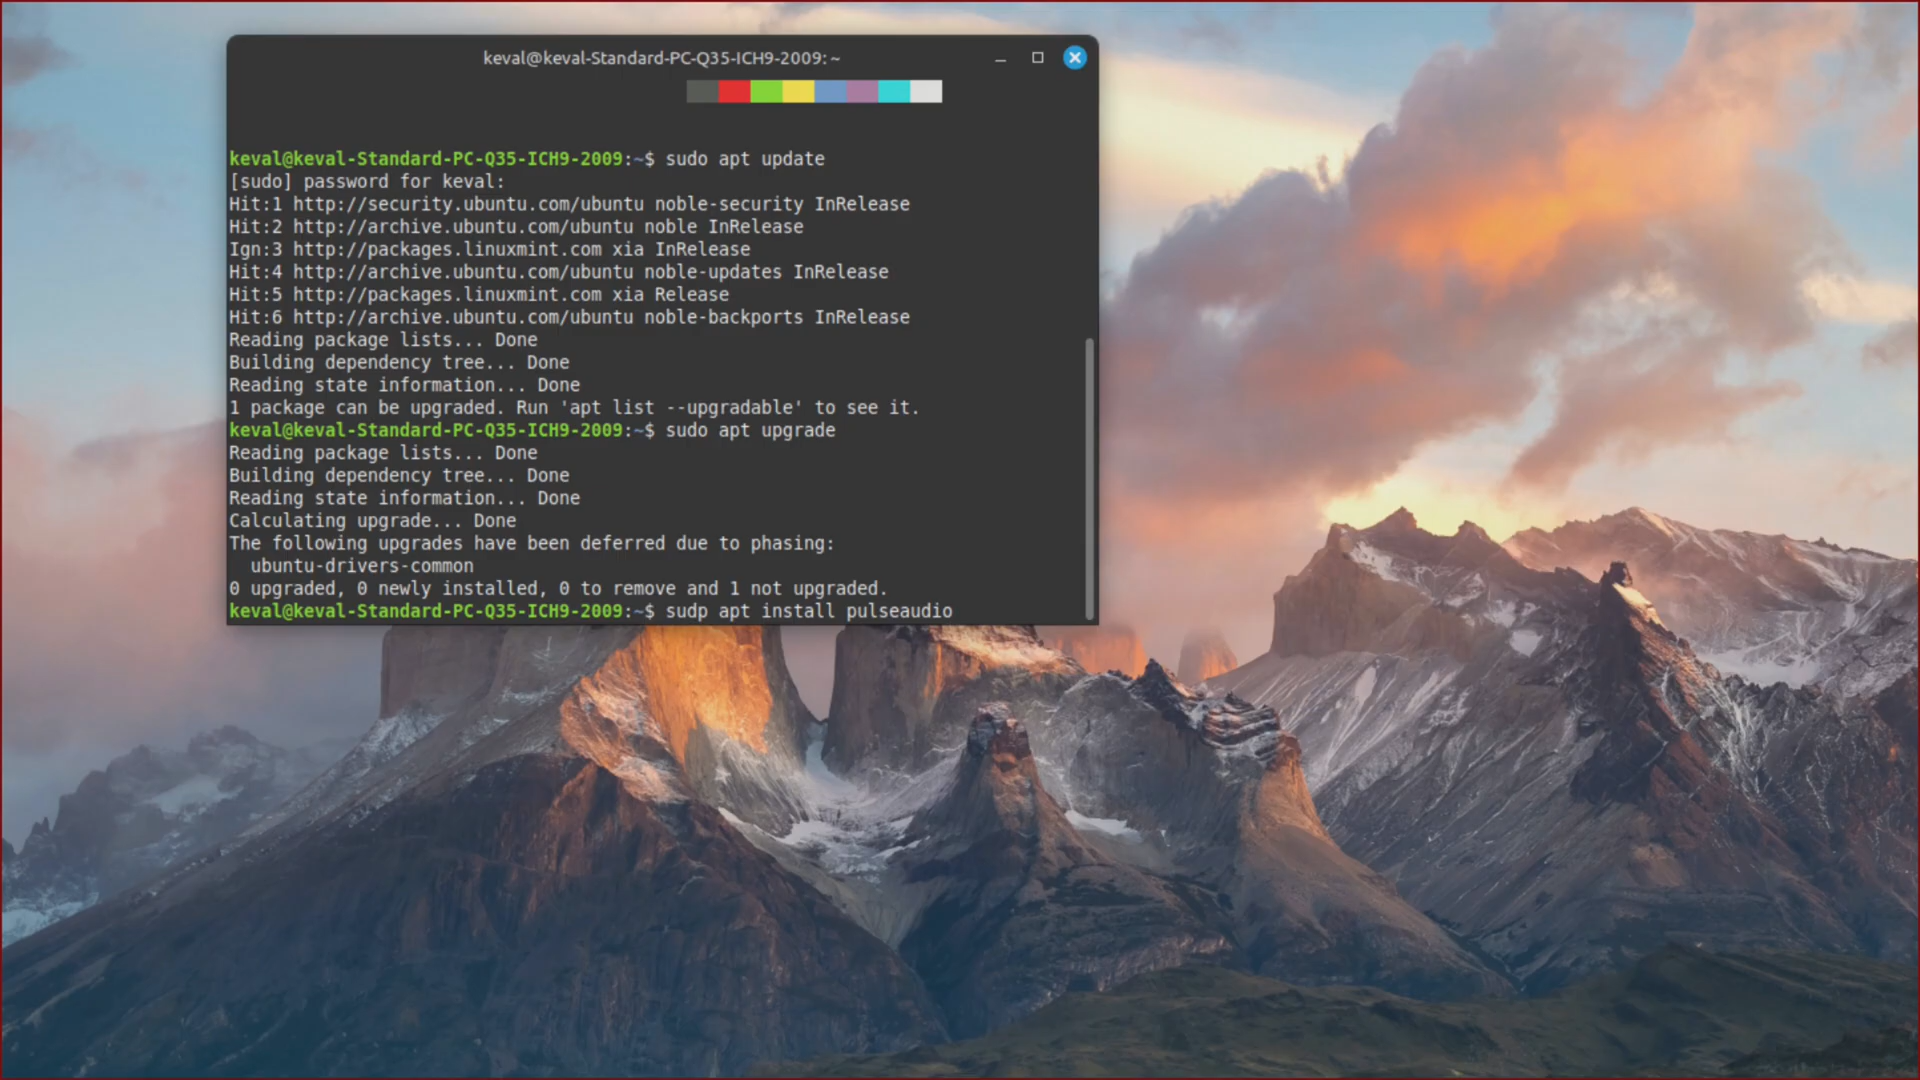 keval@keval-Standard-PC-Q35-ICH9-2009: ~
keval@keval-Standard-PC-Q35-ICH9-2009:~$ sudo apt update
[sudo] password for keval:
Hit:1 http://security.ubuntu.com/ubuntu noble-security InRelease
Hit:2 http://archive.ubuntu.com/ubuntu noble InRelease
Ign:3 http://packages.linuxmint.com xia InRelease
Hit:4 http://archive.ubuntu.com/ubuntu noble-updates InRelease
Hit:5 http://packages.linuxmint.com xia Release
Hit:6 http://archive.ubuntu.com/ubuntu noble-backports InRelease
Reading package lists... Done
Building dependency tree... Done
Reading state information... Done
1 package can be upgraded. Run 'apt list --upgradable' to see it.
keval@keval-Standard-PC-Q35-ICH9-2009:~$ sudo apt upgrade
Reading package lists... Done
Building dependency tree... Done
Reading state information... Done
Calculating upgrade... Done
The following upgrades have been deferred due to phasing:
  ubuntu-drivers-common
0 upgraded, 0 newly installed, 0 to remove and 1 not upgraded.
keval@keval-Standard-PC-Q35-ICH9-2009:~$ sudp apt install pulseaudio